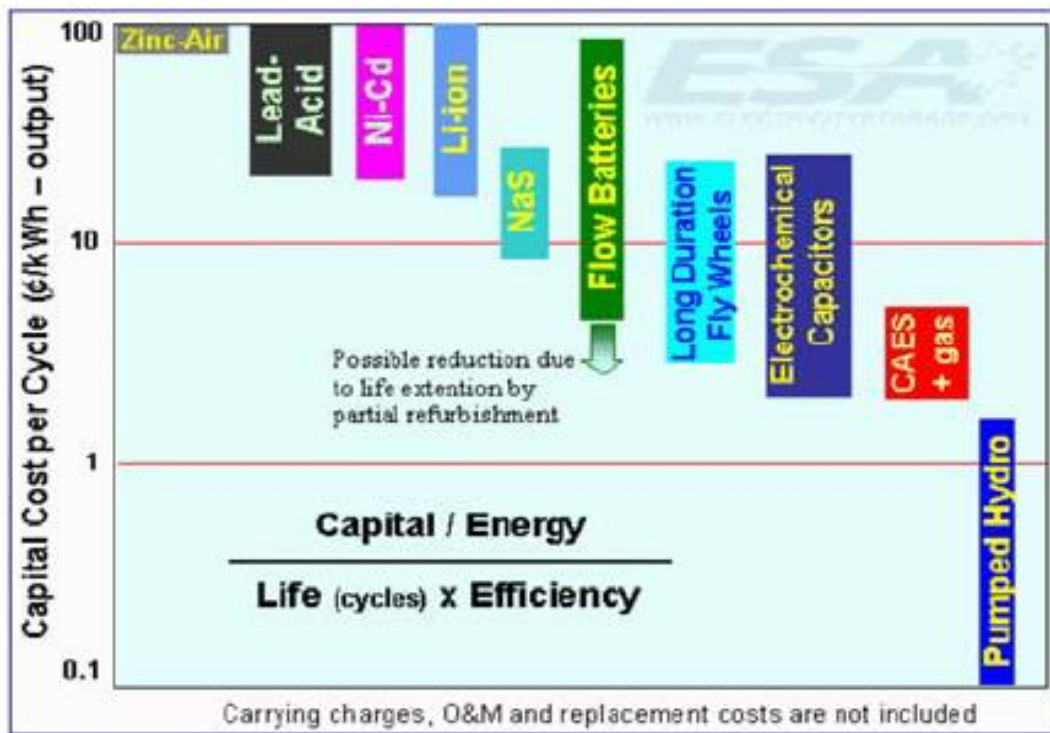 Capital Cost per Cycle (¢/kWh – output)
100
10
1
0.1
Zinc-Air
Lead-
Acid
Ni-Cd
Li-ion
NaS
Flow Batteries
Long Duration
Fly Wheels
Electrochemical
Capacitors
CAES
+ gas
Pumped Hydro
ESA
Possible reduction due
to life extention by
partial refurbishment
Capital / Energy
Life (cycles) x Efficiency
Carrying charges, O&M and replacement costs are not included